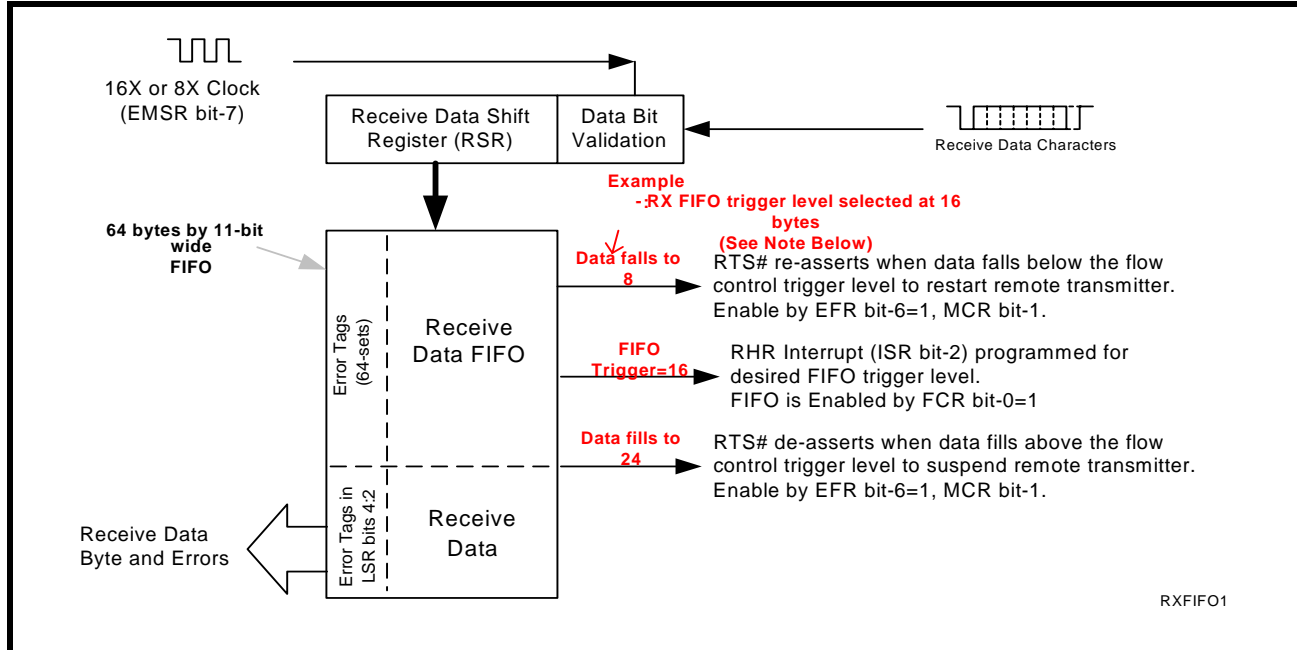 16X or 8X Clock
(EMSR bit-7)
Receive Data Shift
Register (RSR)
Data Bit
Validation
Receive Data Characters
Example
-:RX FIFO trigger level selected at 16
bytes
(See Note Below)
64 bytes by 11-bit
wide
FIFO
Data falls to
8
RTS# re-asserts when data falls below the flow
control trigger level to restart remote transmitter.
Enable by EFR bit-6=1, MCR bit-1.
Error Tags
(64-sets)
Receive
Data FIFO
FIFO
Trigger=16
RHR Interrupt (ISR bit-2) programmed for
desired FIFO trigger level.
FIFO is Enabled by FCR bit-0=1
Data fills to
24
RTS# de-asserts when data fills above the flow
control trigger level to suspend remote transmitter.
Enable by EFR bit-6=1, MCR bit-1.
Error Tags in
LSR bits 4:2
Receive
Data
Receive Data
Byte and Errors
RXFIFO1